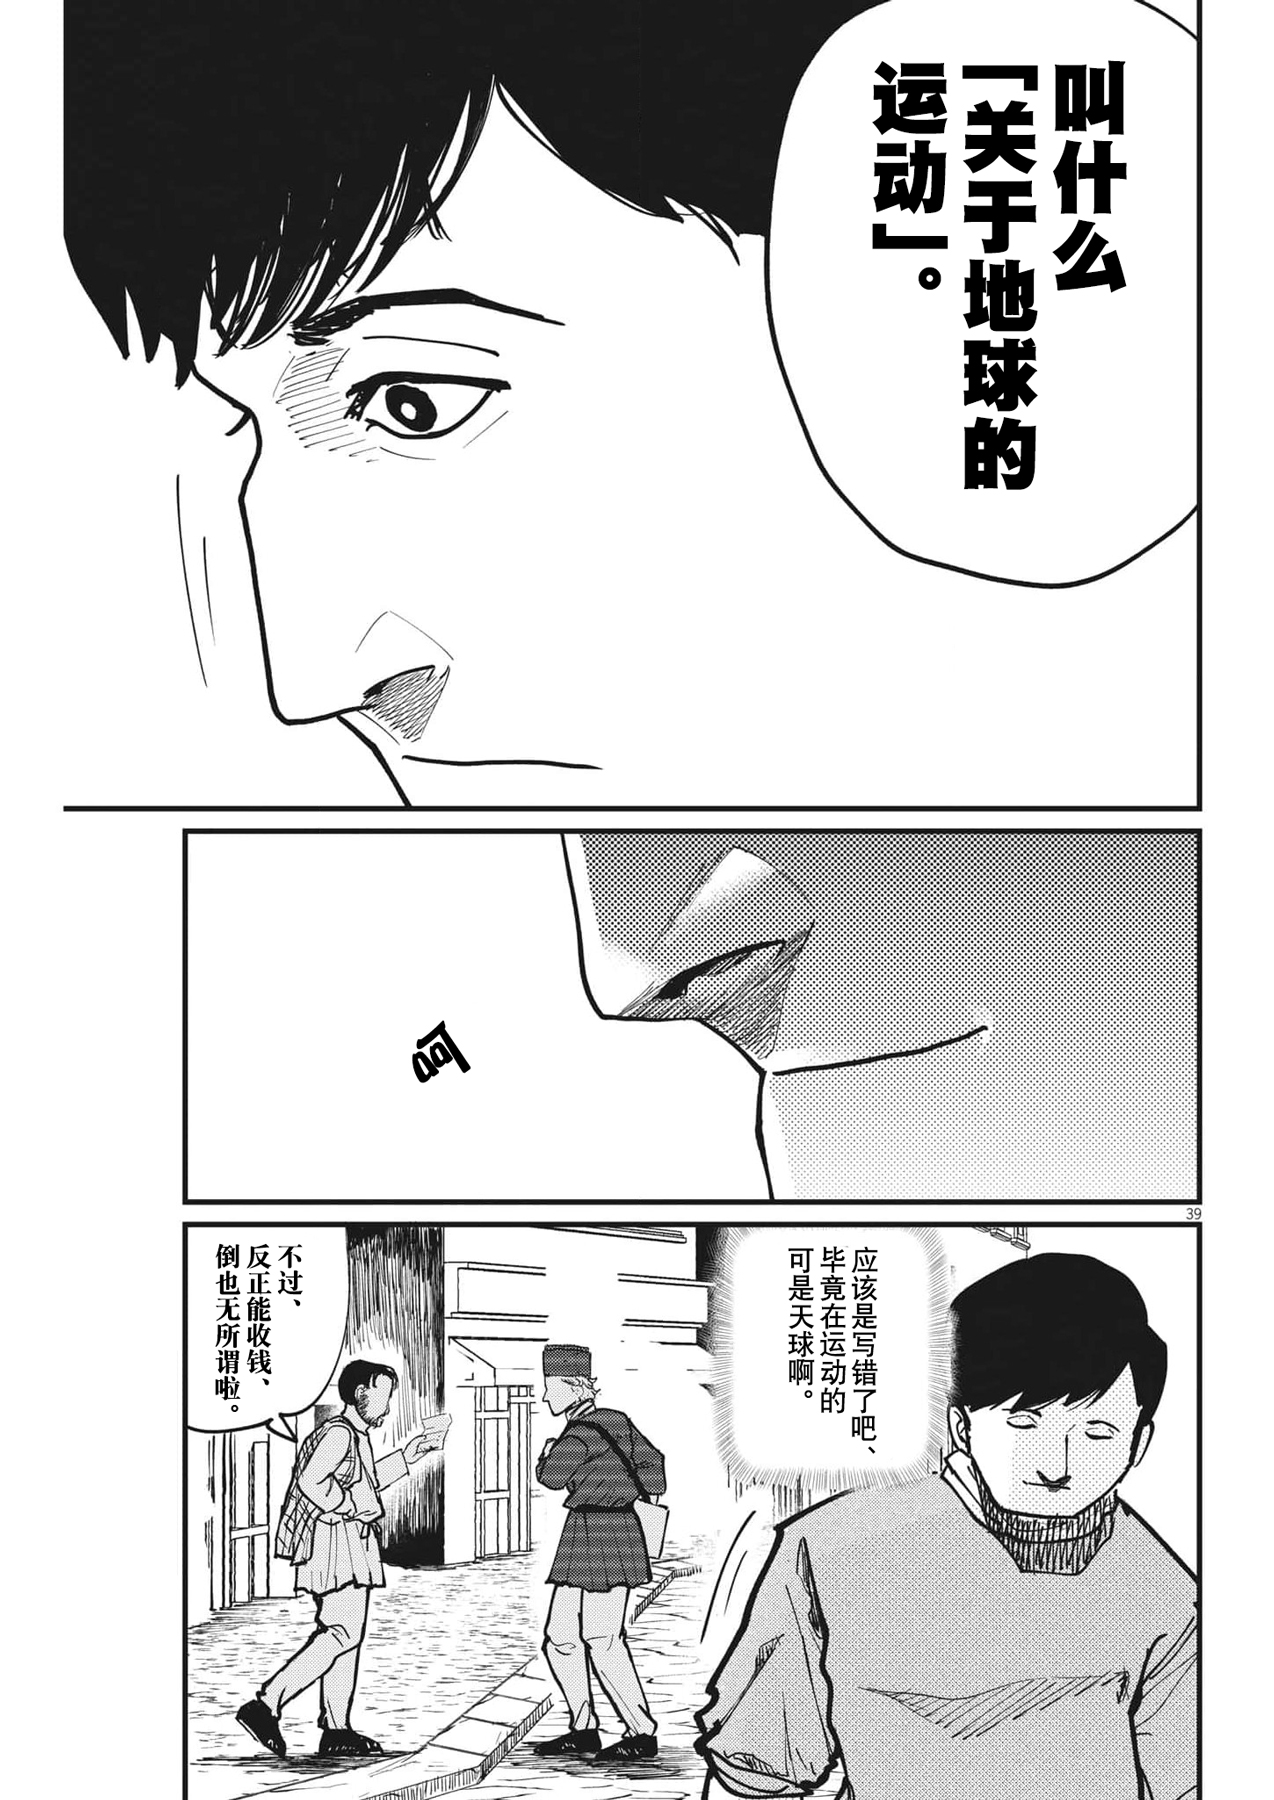 叫什么
「关于地球的
运动」。
呵
39
应该是写错了吧、
毕竟在运动的
可是天球啊。
不过、
反正能收钱、
倒也无所谓啦。